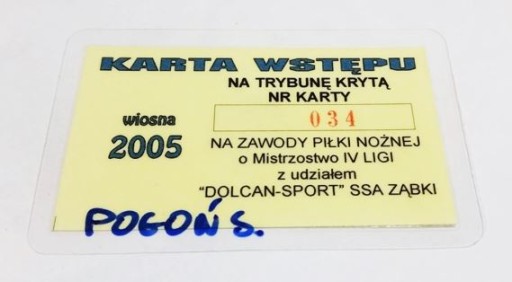 KARTA WSTĘPU
NA TRYBUNĘ KRYTĄ
NR KARTY
034
wiosna
2005
NA ZAWODY PIŁKI NOŻNEJ
o Mistrzostwo IV LIGI
z udziałem
"DOLCAN-SPORT" SSA ZĄBKI
POGOŃ S.